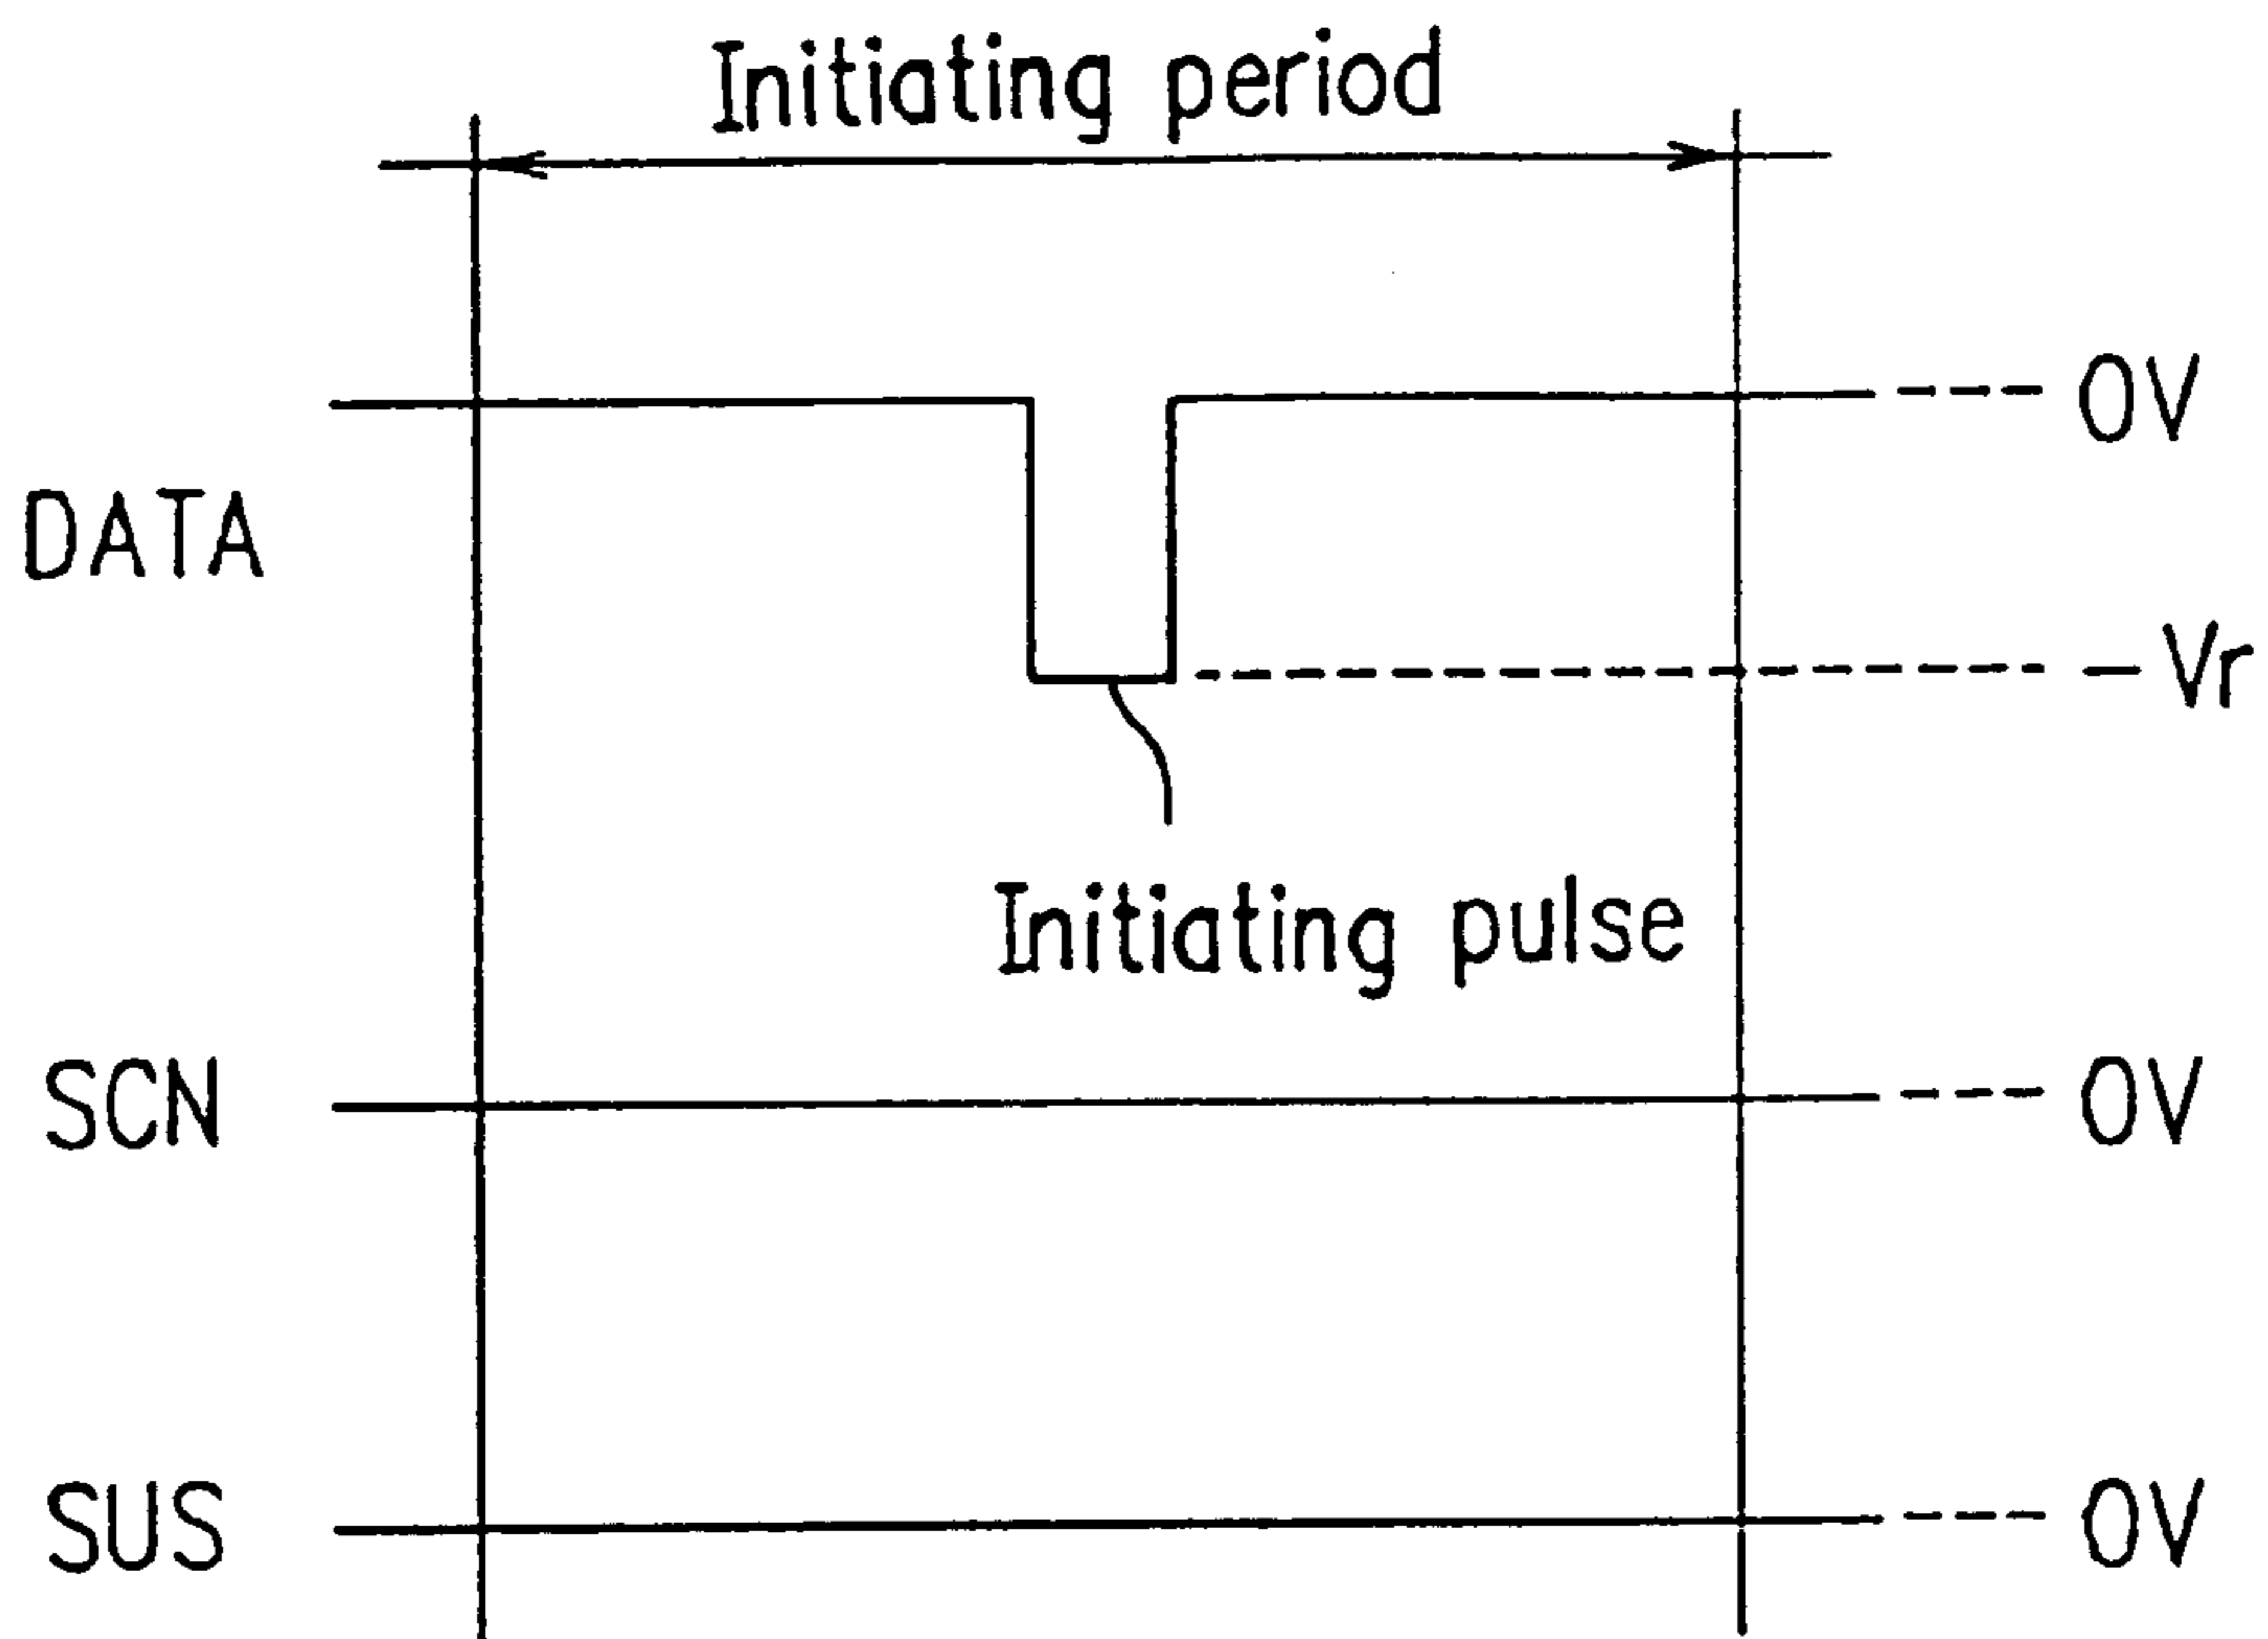 Initiating period
0V
DATA
-Vr
Initiating pulse
SCN
0V
SUS
0V